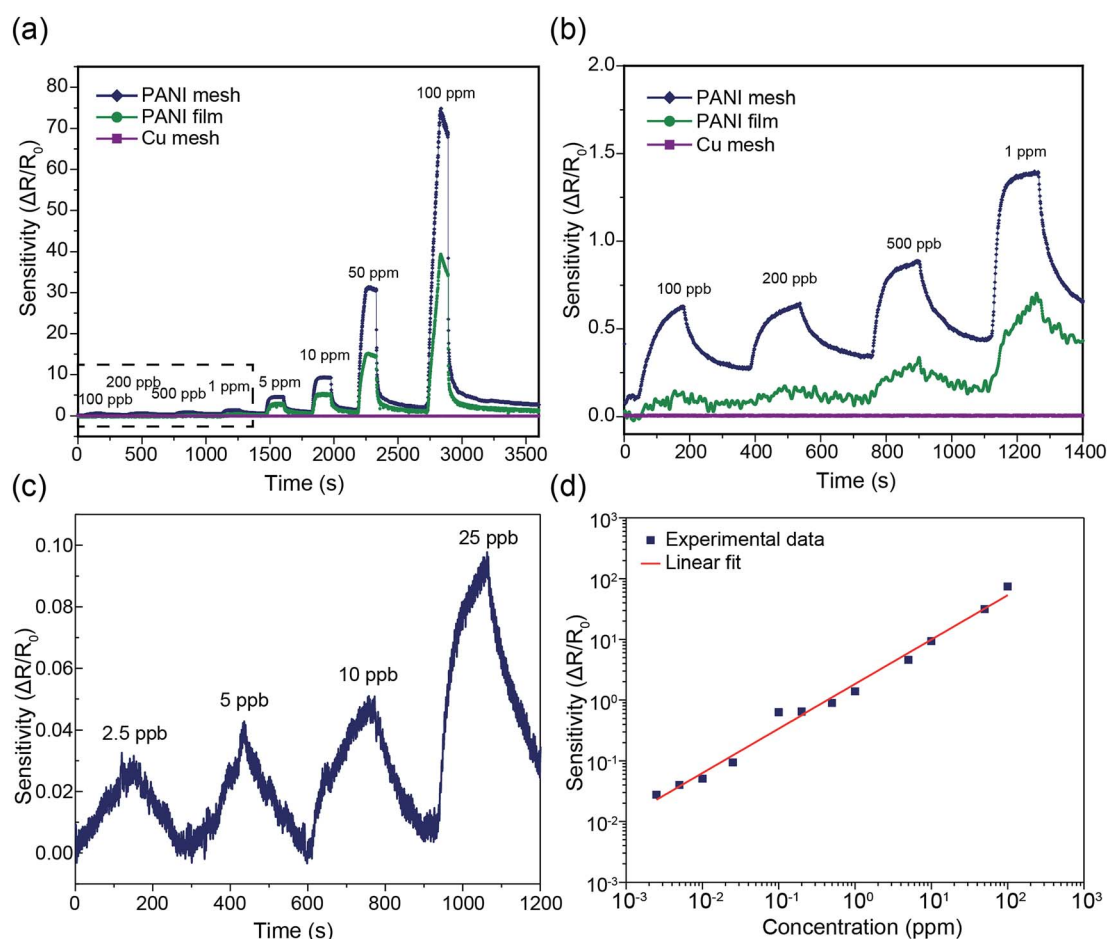 (a)
85
80
70
60
50
40
30
20
10
0
-5
Sensitivity (ΔR/R₀)
PANI mesh
PANI film
Cu mesh
100 ppb
200 ppb
500 ppb
1 ppm
5 ppm
10 ppm
50 ppm
100 ppm
0 500 1000 1500 2000 2500 3000 3500
Time (s)
(b)
2.0
1.5
1.0
0.5
0.0
Sensitivity (ΔR/R₀)
PANI mesh
PANI film
Cu mesh
100 ppb
200 ppb
500 ppb
1 ppm
0 200 400 600 800 1000 1200 1400
Time (s)
(c)
0.10
0.08
0.06
0.04
0.02
0.00
Sensitivity (ΔR/R₀)
2.5 ppb
5 ppb
10 ppb
25 ppb
0 200 400 600 800 1000 1200
Time (s)
(d)
10³
10²
10¹
10⁰
10⁻¹
10⁻²
10⁻³
Sensitivity (ΔR/R₀)
Experimental data
Linear fit
10⁻³ 10⁻² 10⁻¹ 10⁰ 10¹ 10² 10³
Concentration (ppm)